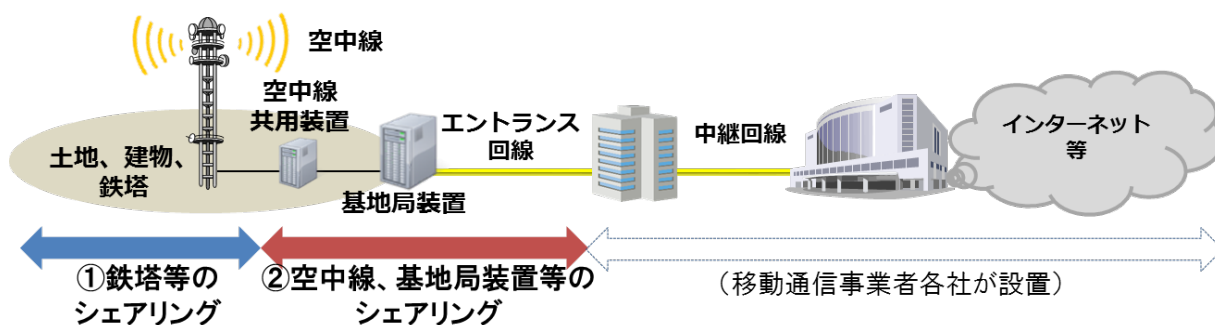 空中線
空中線
共用装置
エントランス
回線
中継回線
インターネット
等
土地、建物、
鉄塔
基地局装置
①鉄塔等の
シェアリング
②空中線、基地局装置等の
シェアリング
（移動通信事業者各社が設置）